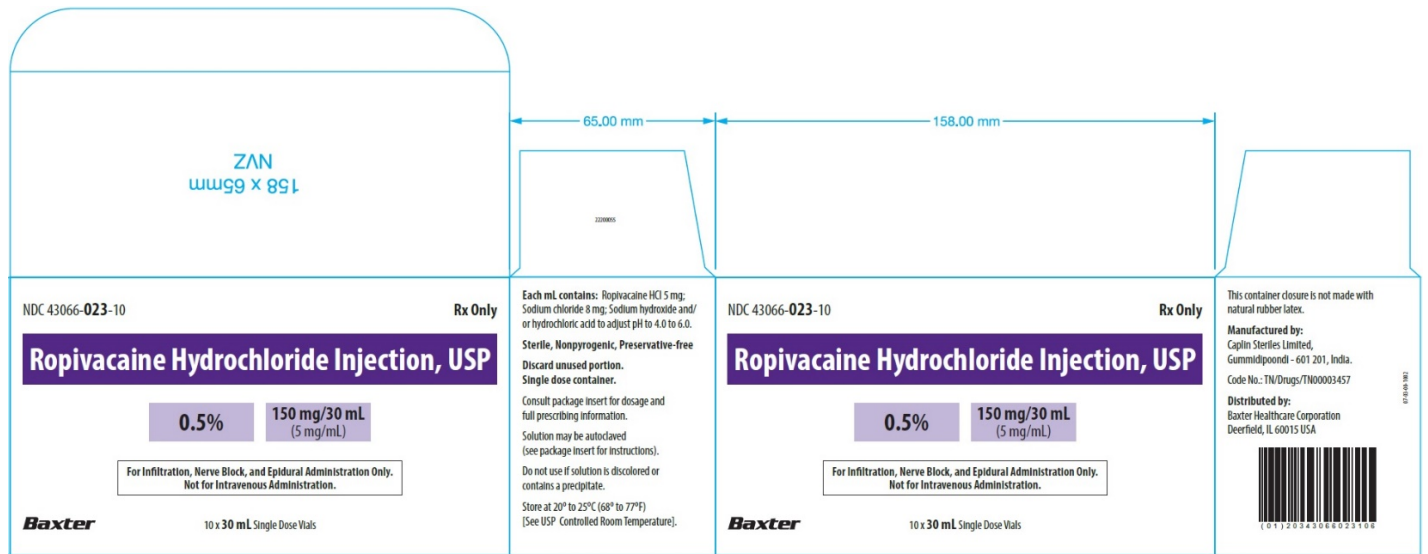 158 x 65mm
NVZ
65.00 mm
158.00 mm
22200055
NDC 43066-023-10
Rx Only
Ropivacaine Hydrochloride Injection, USP
0.5%
150 mg/30 mL
(5 mg/mL)
For Infiltration, Nerve Block, and Epidural Administration Only.
Not for Intravenous Administration.
Baxter
10 x 30 mL Single Dose Vials
Each mL contains: Ropivacaine HCl 5 mg;
Sodium chloride 8 mg; Sodium hydroxide and/
or hydrochloric acid to adjust pH to 4.0 to 6.0.
Sterile, Nonpyrogenic, Preservative-free
Discard unused portion.
Single dose container.
Consult package insert for dosage and
full prescribing information.
Solution may be autoclaved
(see package insert for instructions).
Do not use if solution is discolored or
contains a precipitate.
Store at 20° to 25°C (68° to 77°F)
[See USP Controlled Room Temperature].
NDC 43066-023-10
Rx Only
Ropivacaine Hydrochloride Injection, USP
0.5%
150 mg/30 mL
(5 mg/mL)
For Infiltration, Nerve Block, and Epidural Administration Only.
Not for Intravenous Administration.
Baxter
10 x 30 mL Single Dose Vials
This container closure is not made with
natural rubber latex.
Manufactured by:
Caplin Steriles Limited,
Gummidipoondi - 601 201, India.
Code No.: TN/Drugs/TN00003457
Distributed by:
Baxter Healthcare Corporation
Deerfield, IL 60015 USA
(01)20343066023106